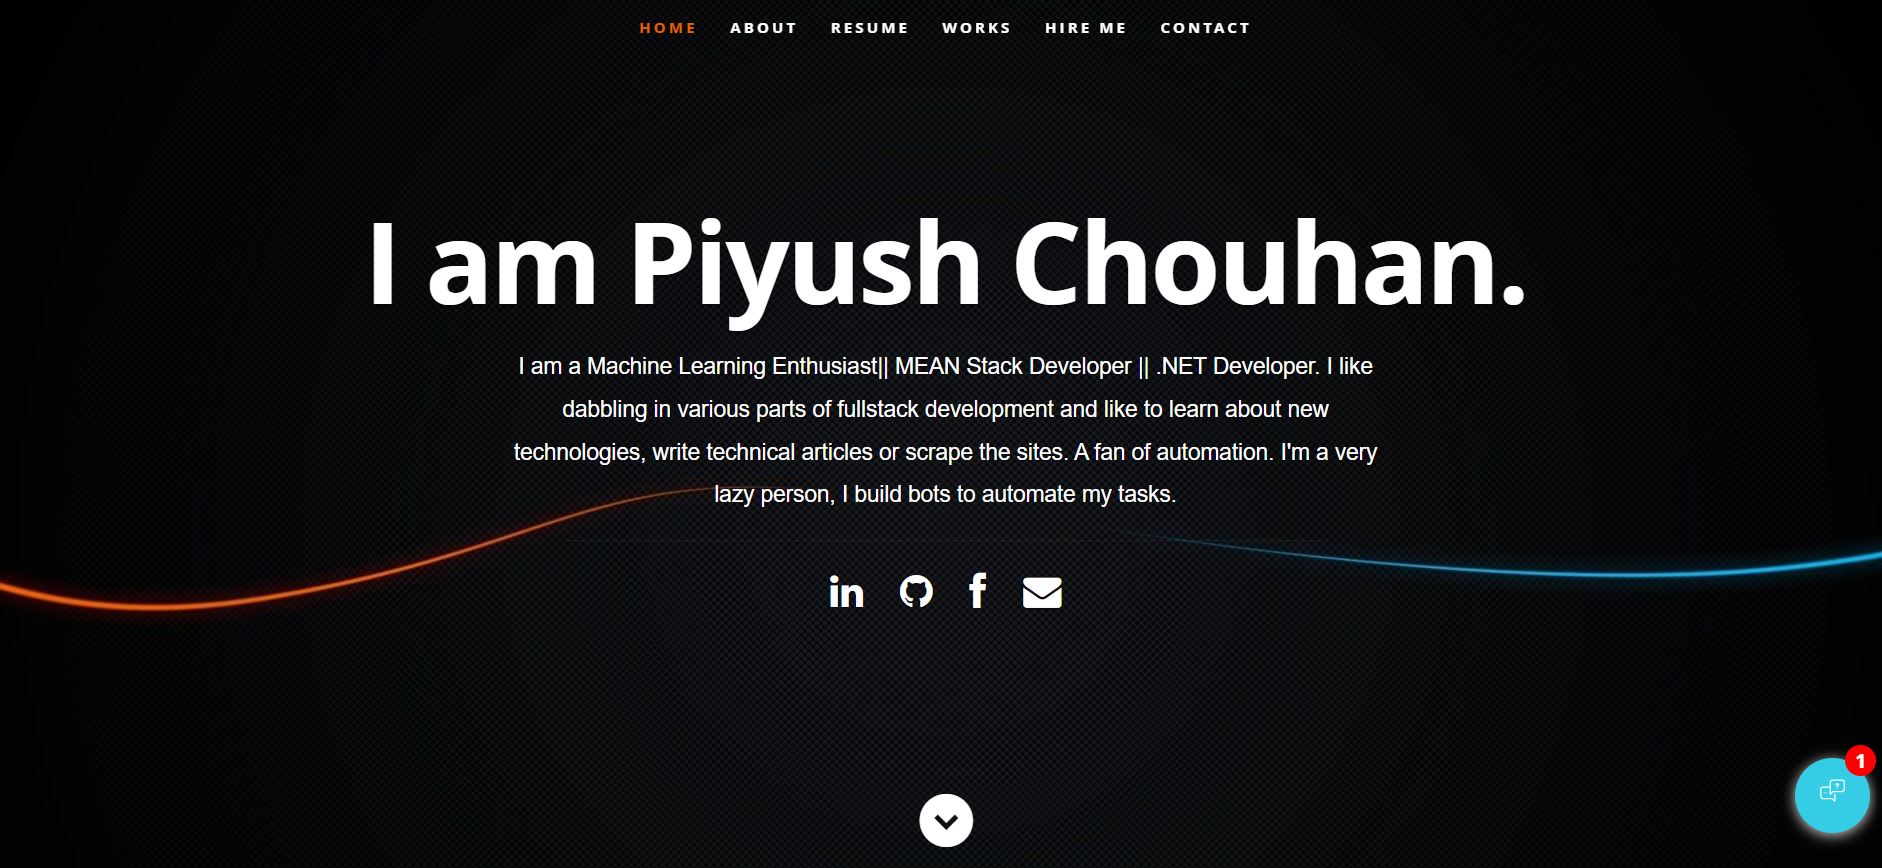 HOME ABOUT RESUME WORKS HIRE ME CONTACT
I am Piyush Chouhan.
I am a Machine Learning Enthusiast|| MEAN Stack Developer || .NET Developer. I like
dabbling in various parts of fullstack development and like to learn about new
technologies, write technical articles or scrape the sites. A fan of automation. I'm a very
lazy person, I build bots to automate my tasks.
in f
1